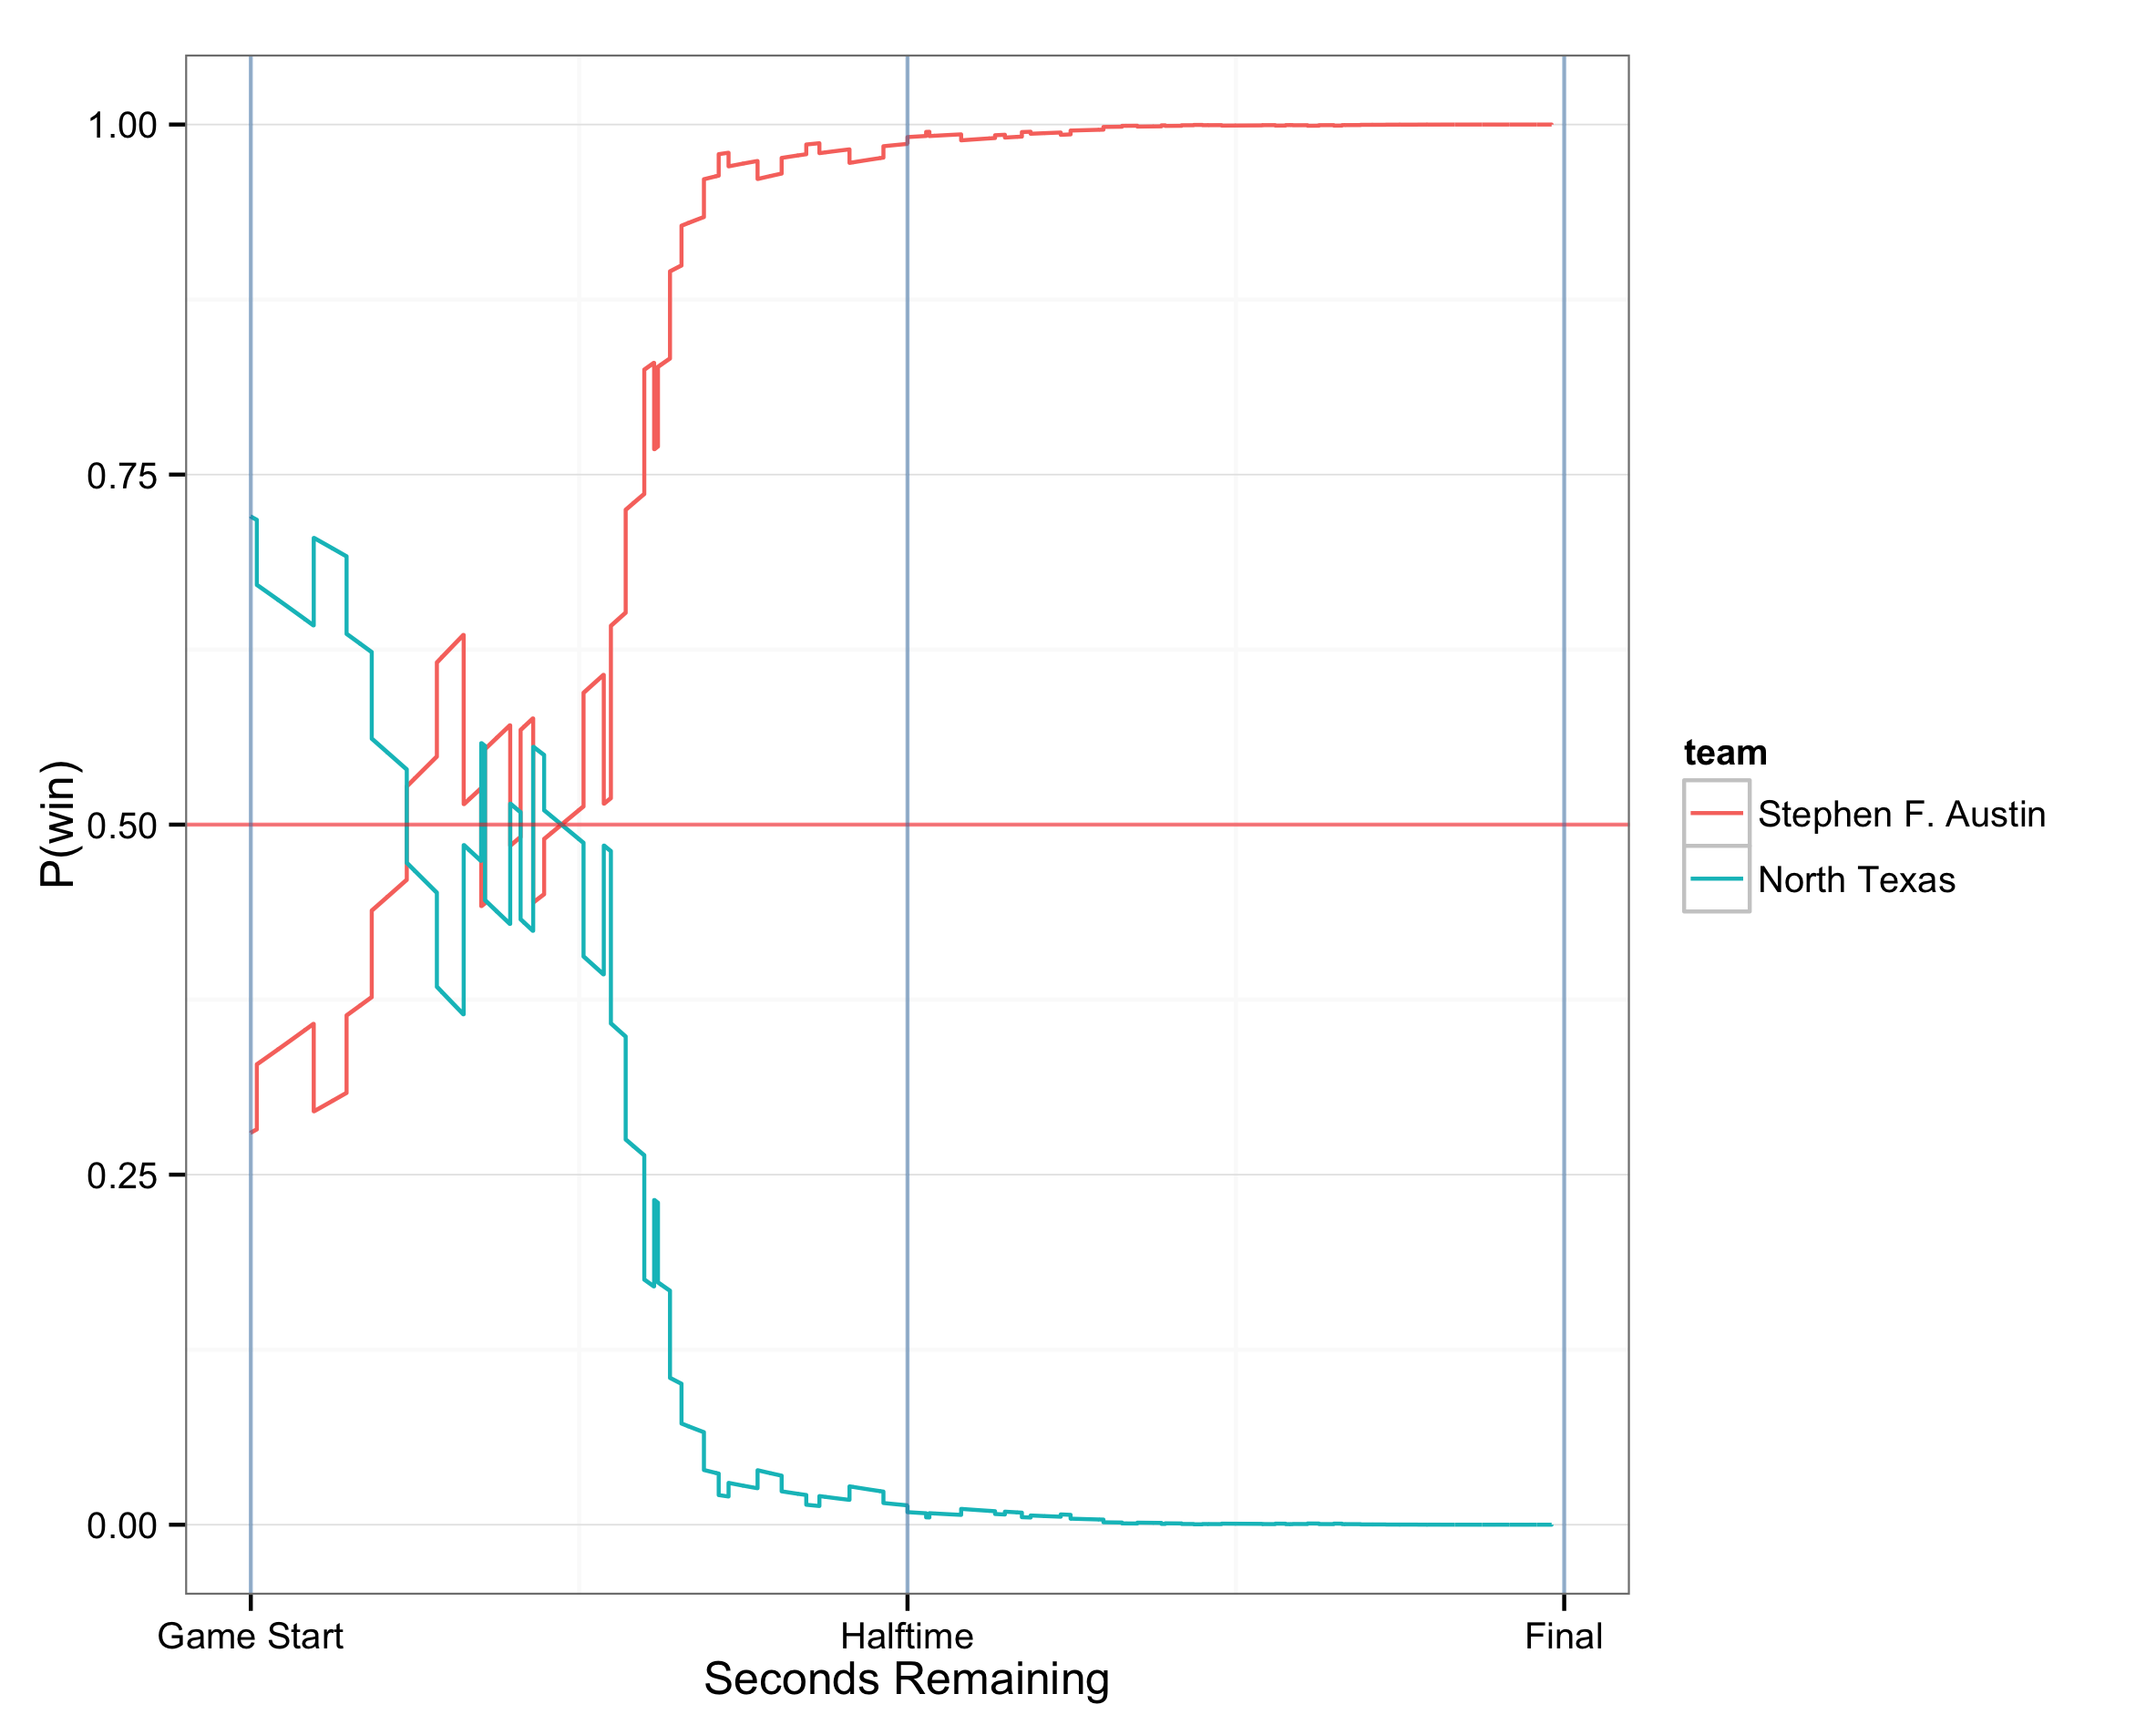 1.00
0.75
0.50
0.25
0.00
P(win)
Game Start
Halftime
Final
Seconds Remaining
team
Stephen F. Austin
North Texas